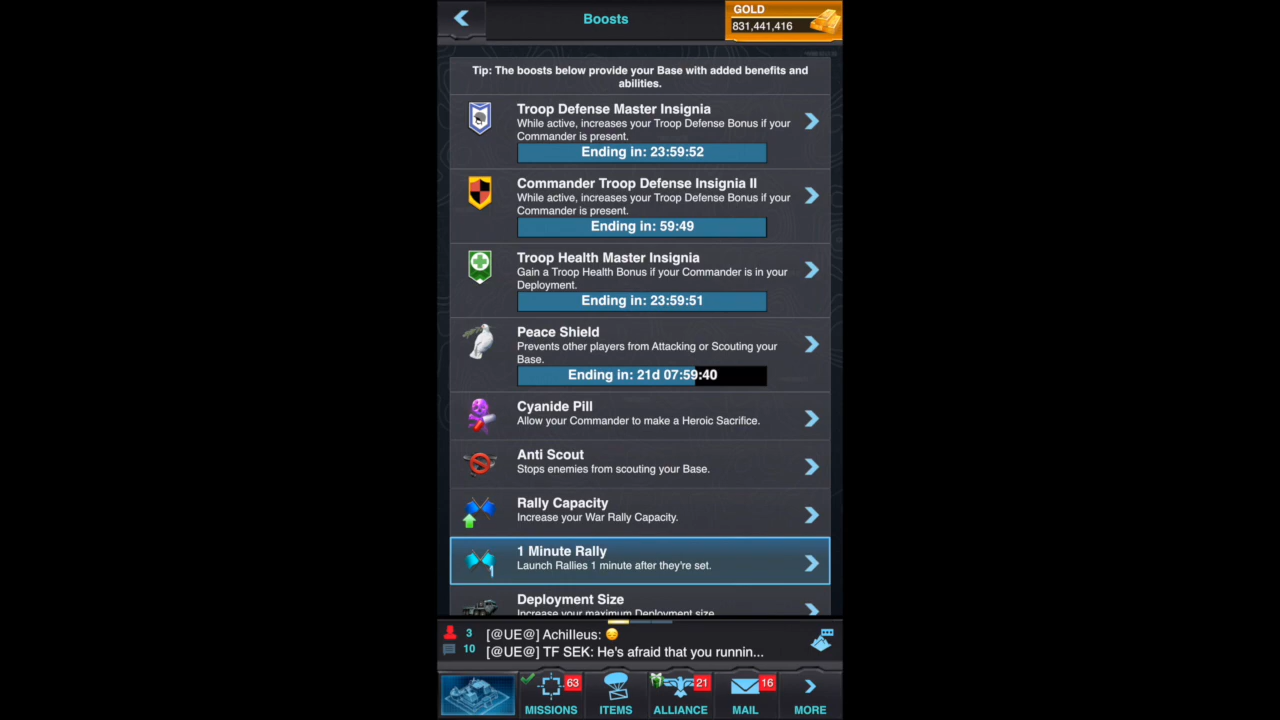 Boosts
GOLD
831,441,416
Tip: The boosts below provide your Base with added benefits and
abilities.
Troop Defense Master Insignia
While active, increases your Troop Defense Bonus if your
Commander is present.
Ending in: 23:59:52
Commander Troop Defense Insignia II
While active, increases your Troop Defense Bonus if your
Commander is present.
Ending in: 59:49
Troop Health Master Insignia
Gain a Troop Health Bonus if your Commander is in your
Deployment.
Ending in: 23:59:51
Peace Shield
Prevents other players from Attacking or Scouting your
Base.
Ending in: 21d 07:59:40
Cyanide Pill
Allow your Commander to make a Heroic Sacrifice.
Anti Scout
Stops enemies from scouting your Base.
Rally Capacity
Increase your War Rally Capacity.
1
1 Minute Rally
Launch Rallies 1 minute after they're set.
Deployment Size
Increase your maximum Deployment size
3
[@UE@] Achilleus: 😔
10
[@UE@] TF SEK: He's afraid that you runnin...
63
21
16
MISSIONS
ITEMS
ALLIANCE
MAIL
MORE